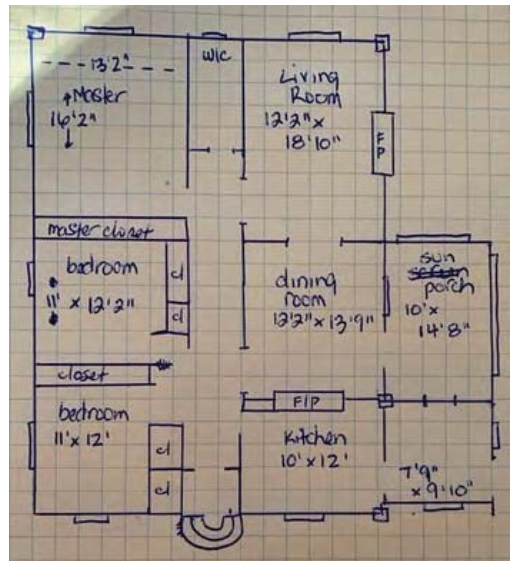 13'2"
Master
16'2"
W/C
Living
Room
12'2" x
18'10"
FP
master closet
bedroom
11' x 12'2"
cl
cl
dining
room
12'2" x 13'9"
sun
porch
10' x
14'8"
closet
bedroom
11' x 12'
cl
cl
F/P
Kitchen
10' x 12'
7'9"
x 9'10"